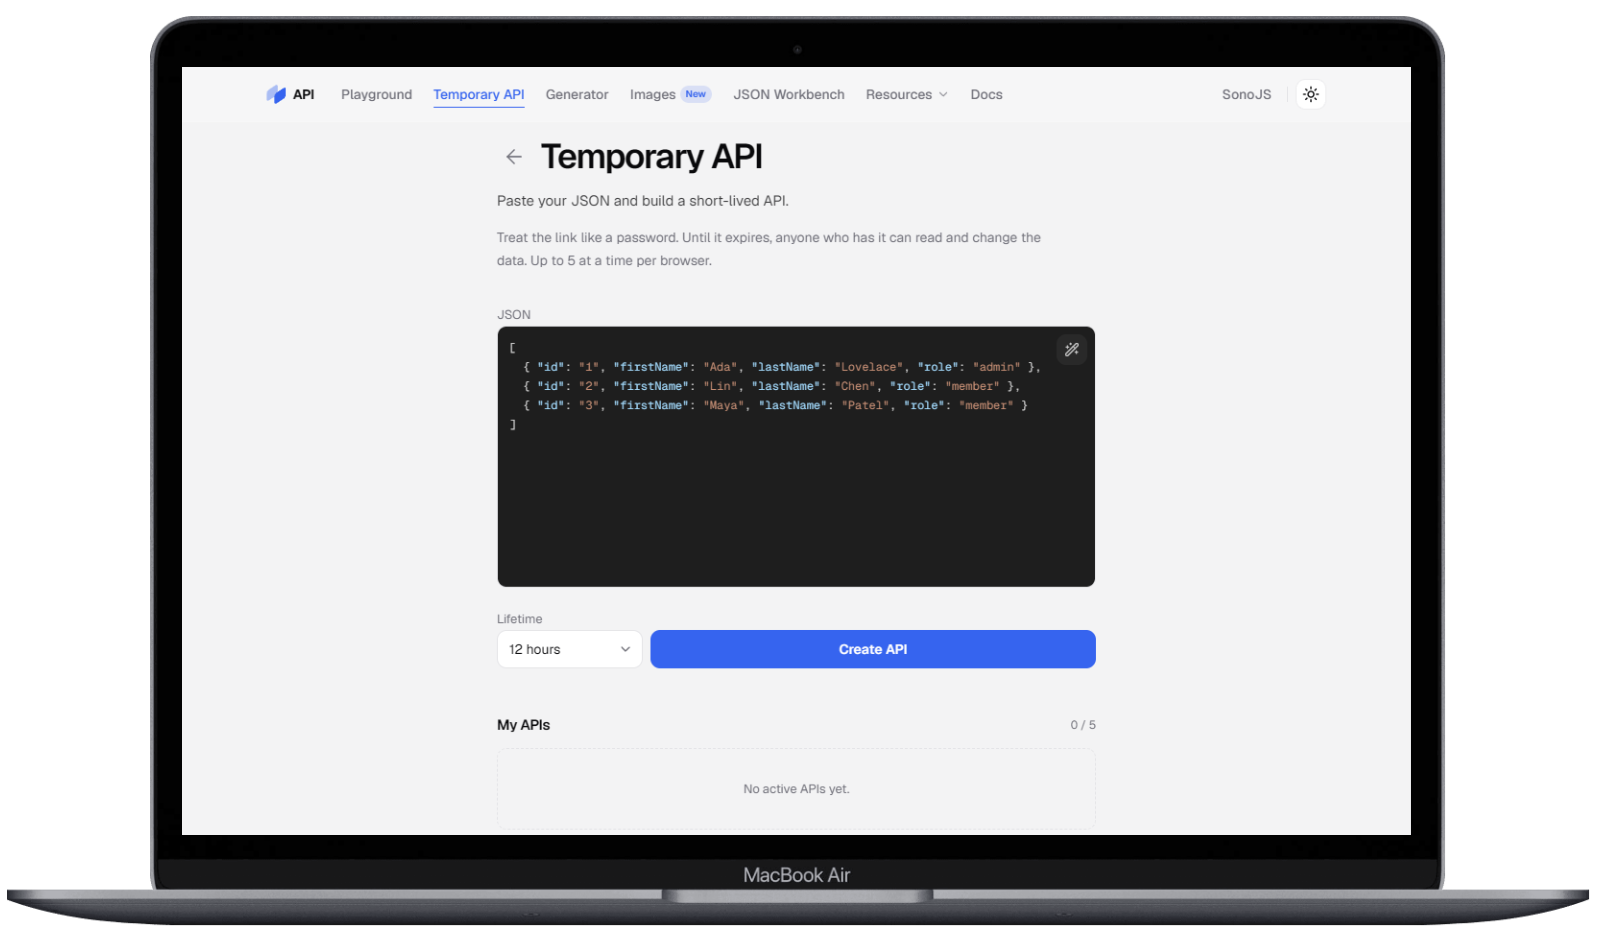 API
Playground
Temporary API
Generator
Images New
JSON Workbench
Resources
Docs
SonoJS
Temporary API
Paste your JSON and build a short-lived API.
Treat the link like a password. Until it expires, anyone who has it can read and change the
data. Up to 5 at a time per browser.
JSON
[
  { "id": "1", "firstName": "Ada", "lastName": "Lovelace", "role": "admin" },
  { "id": "2", "firstName": "Lin", "lastName": "Chen", "role": "member" },
  { "id": "3", "firstName": "Maya", "lastName": "Patel", "role": "member" }
]
Lifetime
12 hours
Create API
My APIs
0 / 5
No active APIs yet.
MacBook Air